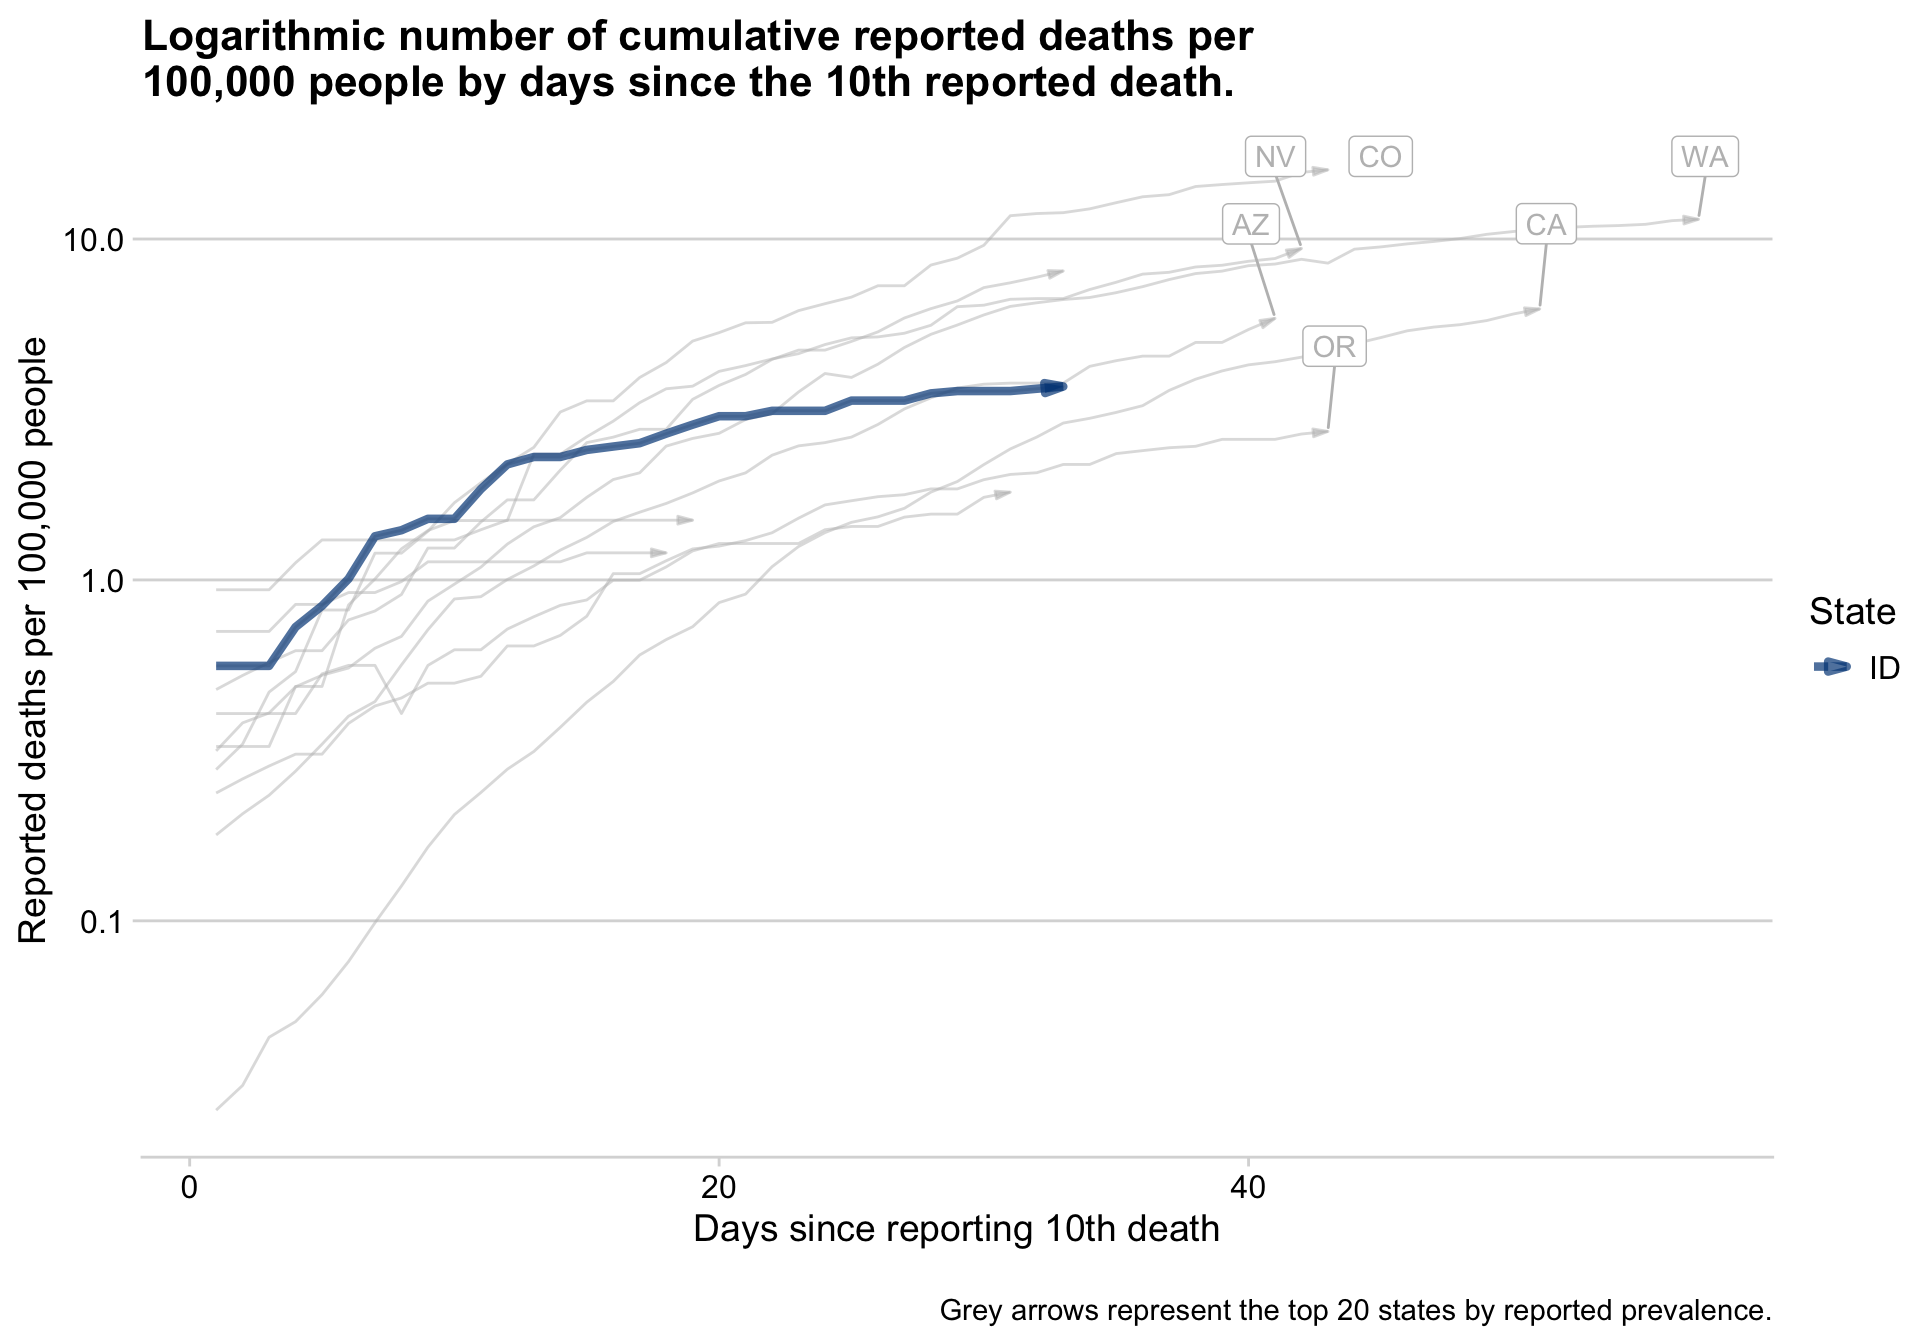 Logarithmic number of cumulative reported deaths per
100,000 people by days since the 10th reported death.
NV
CO
WA
AZ
CA
OR
10.0
1.0
0.1
Reported deaths per 100,000 people
State
ID
0
20
40
Days since reporting 10th death
Grey arrows represent the top 20 states by reported prevalence.